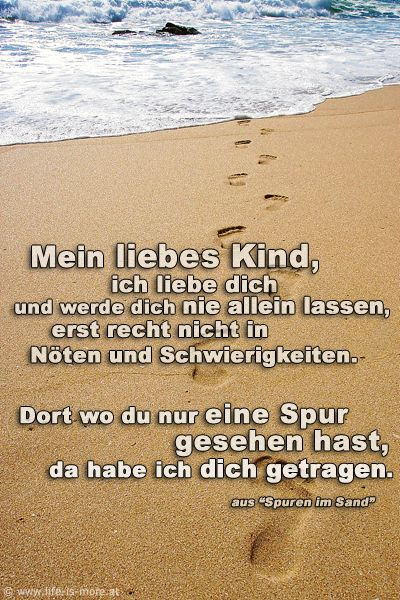 Mein liebes Kind,
ich liebe dich
und werde dich nie allein lassen,
erst recht nicht in
Nöten und Schwierigkeiten.
Dort wo du nur eine Spur
gesehen hast,
da habe ich dich getragen.
aus "Spuren im Sand"
© www.life-is-more.at